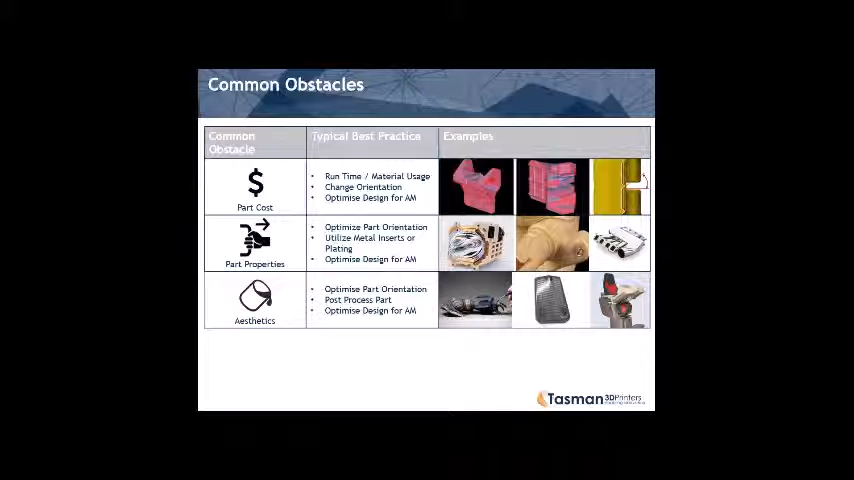 Common Obstacles
Common
Obstacle
Typical Best Practice
Examples
Part Cost
• Run Time / Material Usage
• Change Orientation
• Optimise Design for AM
Part Properties
• Optimize Part Orientation
• Utilize Metal Inserts or
Plating
• Optimise Design for AM
Aesthetics
• Optimise Part Orientation
• Post Process Part
• Optimise Design for AM
Tasman 3DPrinters